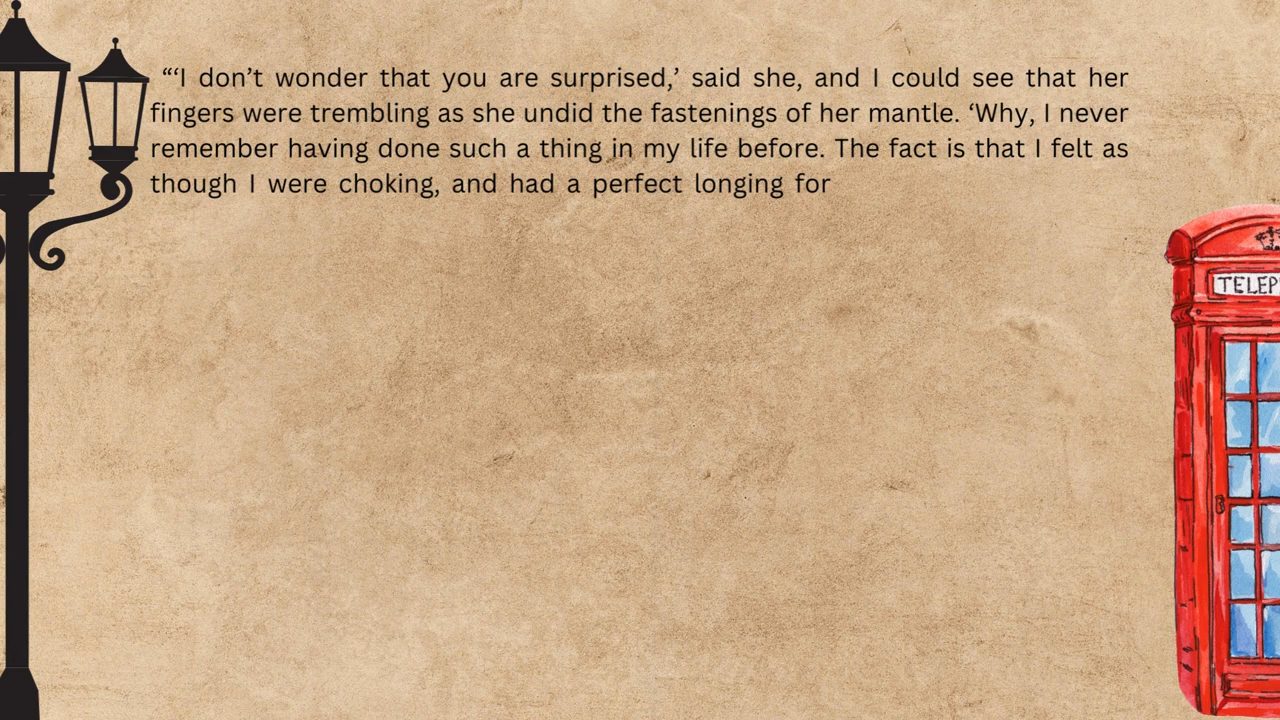 “‘I don’t wonder that you are surprised,’ said she, and I could see that her
fingers were trembling as she undid the fastenings of her mantle. ‘Why, I never
remember having done such a thing in my life before. The fact is that I felt as
though I were choking, and had a perfect longing for
TELEP